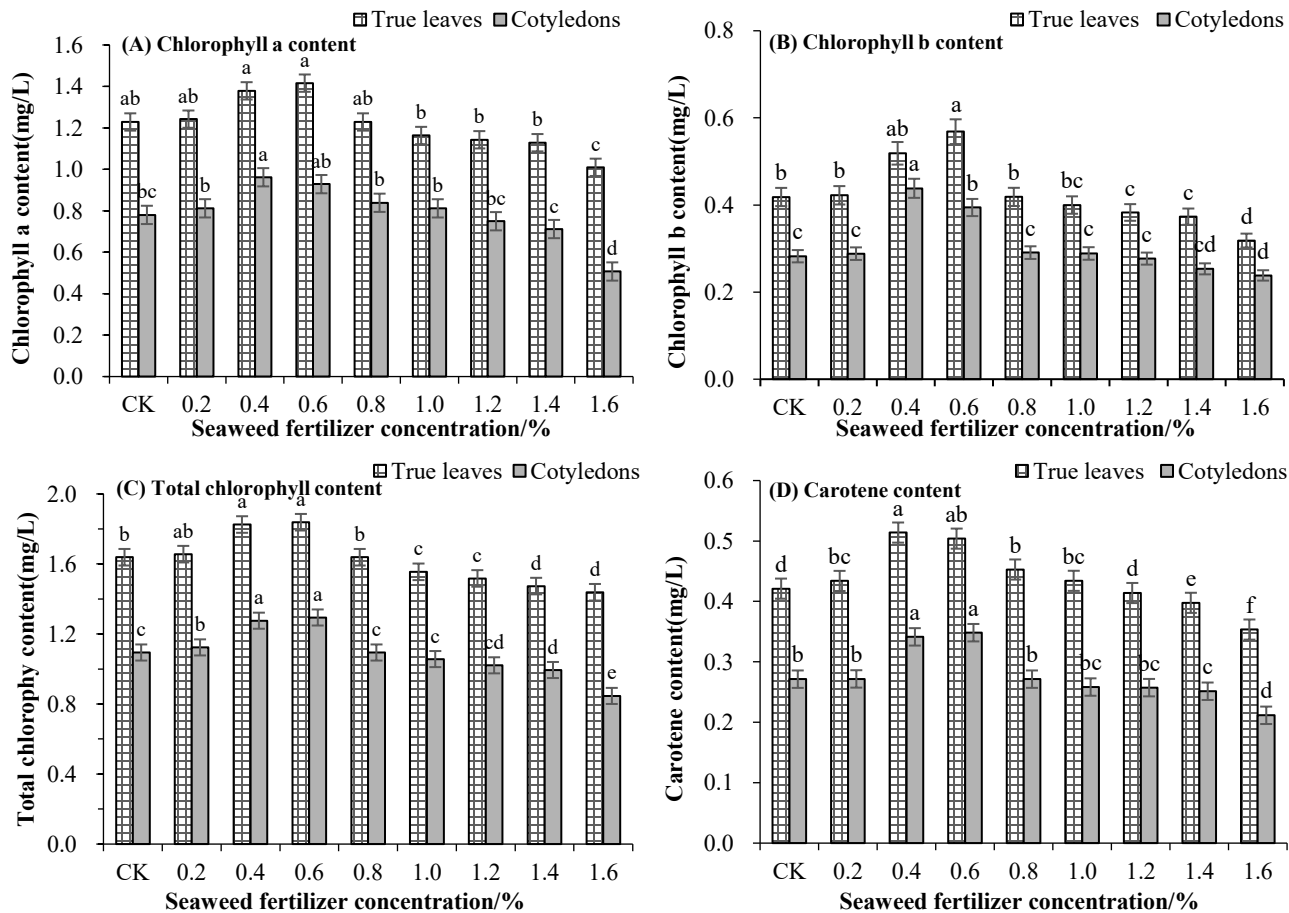 True leaves Cotyledons
(A) Chlorophyll a content
Chlorophyll a content(mg/L)
1.6
1.4
1.2
1.0
0.8
0.6
0.4
0.2
0.0
ab ab a a ab b b b c
bc b a ab b b bc c d
CK 0.2 0.4 0.6 0.8 1.0 1.2 1.4 1.6
Seaweed fertilizer concentration/%
True leaves Cotyledons
(B) Chlorophyll b content
Chlorophyll b content(mg/L)
0.8
0.6
0.4
0.2
0.0
b b ab a b bc c c d
c c a b c c c cd d
CK 0.2 0.4 0.6 0.8 1.0 1.2 1.4 1.6
Seaweed fertilizer concentration/%
True leaves Cotyledons
(C) Total chlorophyll content
Total chlorophy content(mg/L)
2.0
1.6
1.2
0.8
0.4
0.0
b ab a a b c c d d
c b a a c c cd d e
CK 0.2 0.4 0.6 0.8 1.0 1.2 1.4 1.6
Seaweed fertilizer concentration/%
True leaves Cotyledons
(D) Carotene content
Carotene content(mg/L)
0.6
0.5
0.4
0.3
0.2
0.1
0.0
d bc a ab b bc d e f
b b a a b bc bc c d
CK 0.2 0.4 0.6 0.8 1.0 1.2 1.4 1.6
Seaweed fertilizer concentration/%